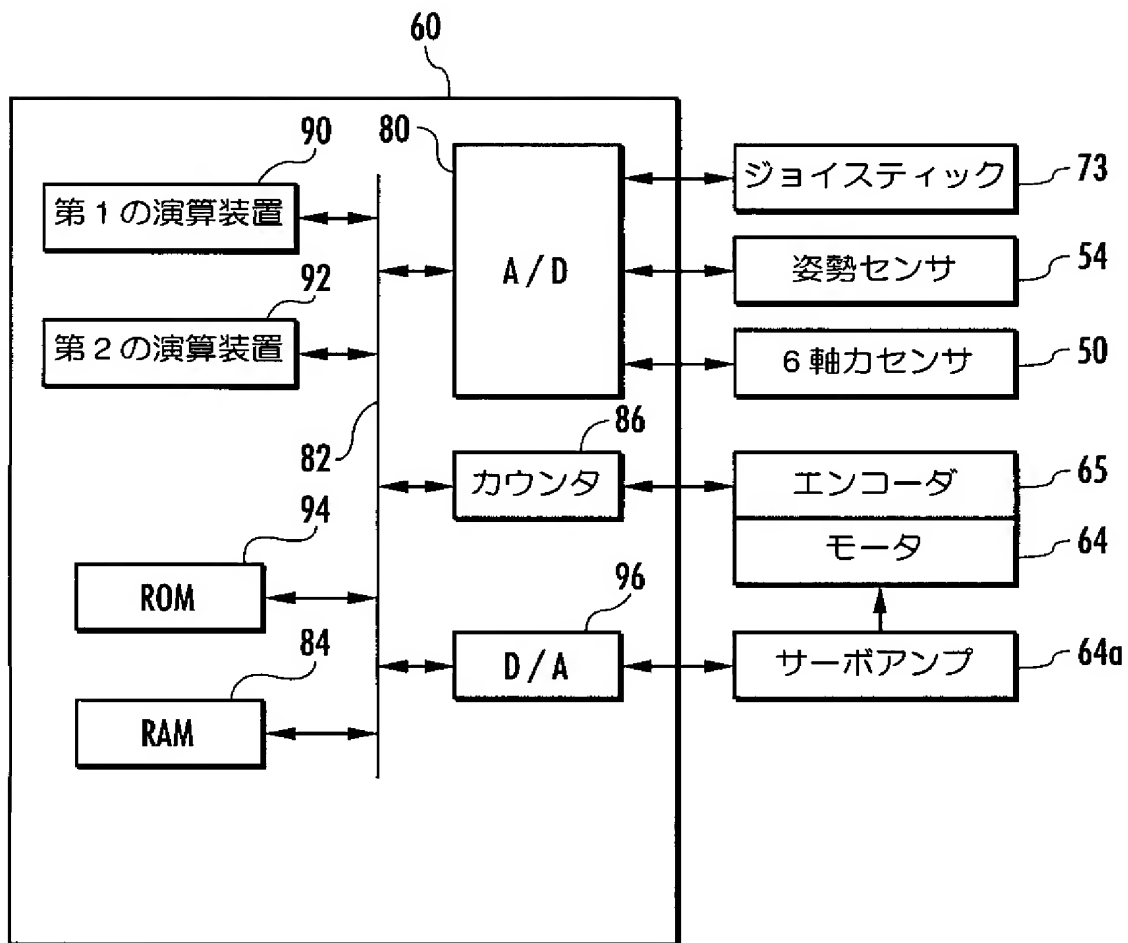 60
90
第1の演算装置
92
第2の演算装置
80
A/D
ジョイスティック
73
姿勢センサ
54
6軸力センサ
50
82
86
カウンタ
エンコーダ
65
モータ
64
94
ROM
84
RAM
96
D/A
サーボアンプ
64a